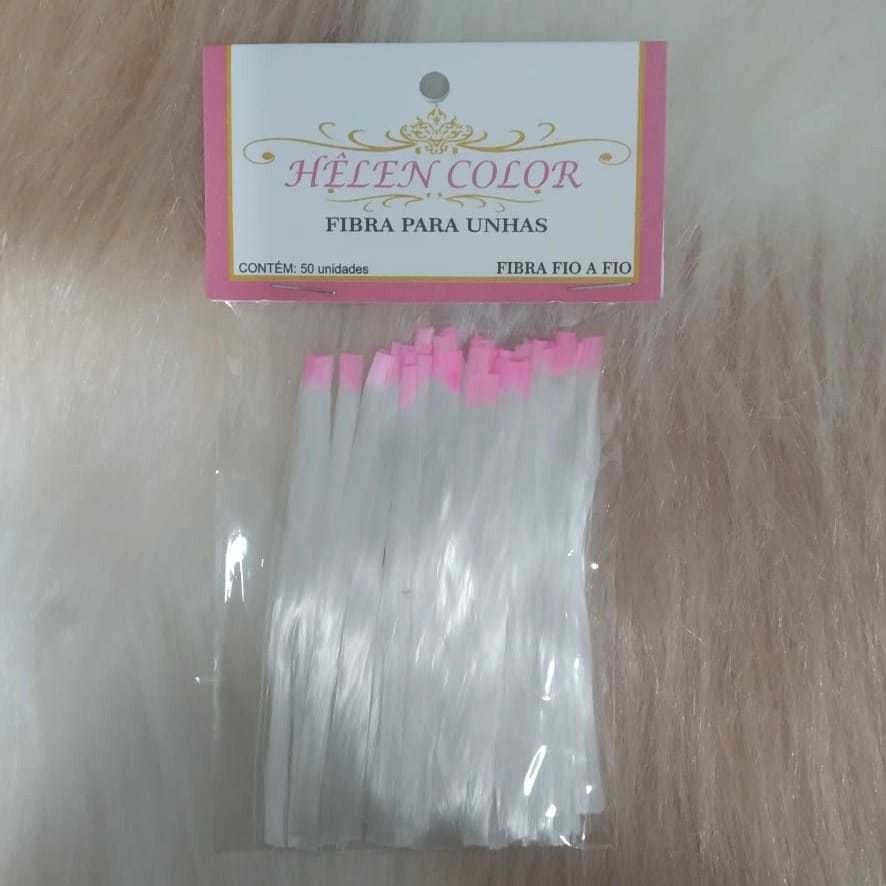 HÊLEN COLOR
FIBRA PARA UNHAS
CONTÉM: 50 unidades
FIBRA FIO A FIO